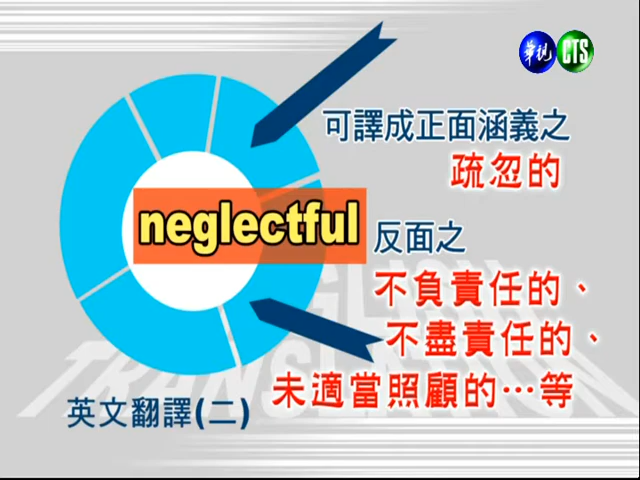 華視 CTS
可譯成正面涵義之
疏忽的
neglectful
反面之
不負責任的、
不盡責任的、
未適當照顧的…等
ENGLISH
TRANSLATION
英文翻譯(二)